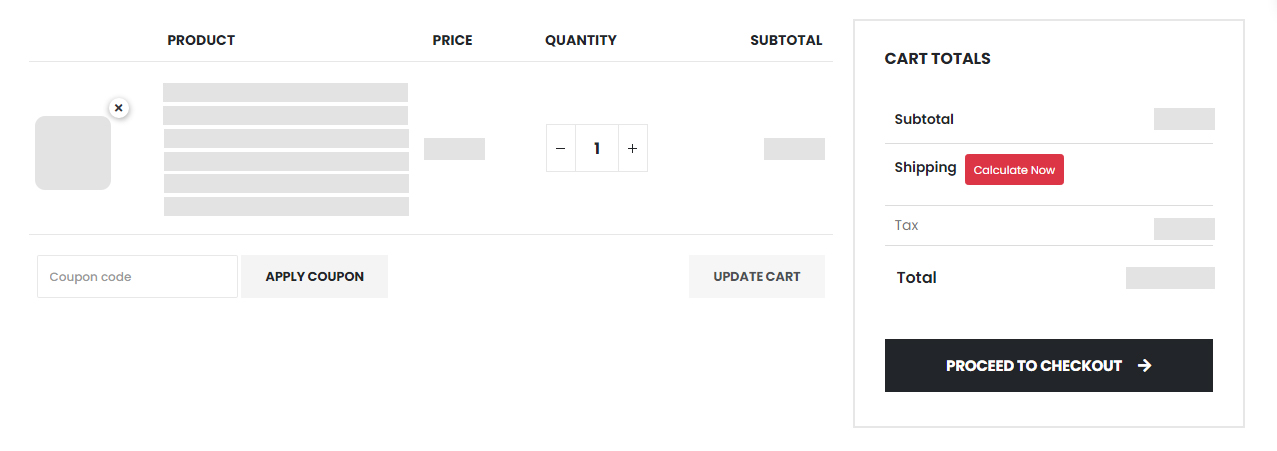 PRODUCT PRICE QUANTITY SUBTOTAL
1
Coupon code APPLY COUPON UPDATE CART
CART TOTALS
Subtotal
Shipping Calculate Now
Tax
Total
PROCEED TO CHECKOUT